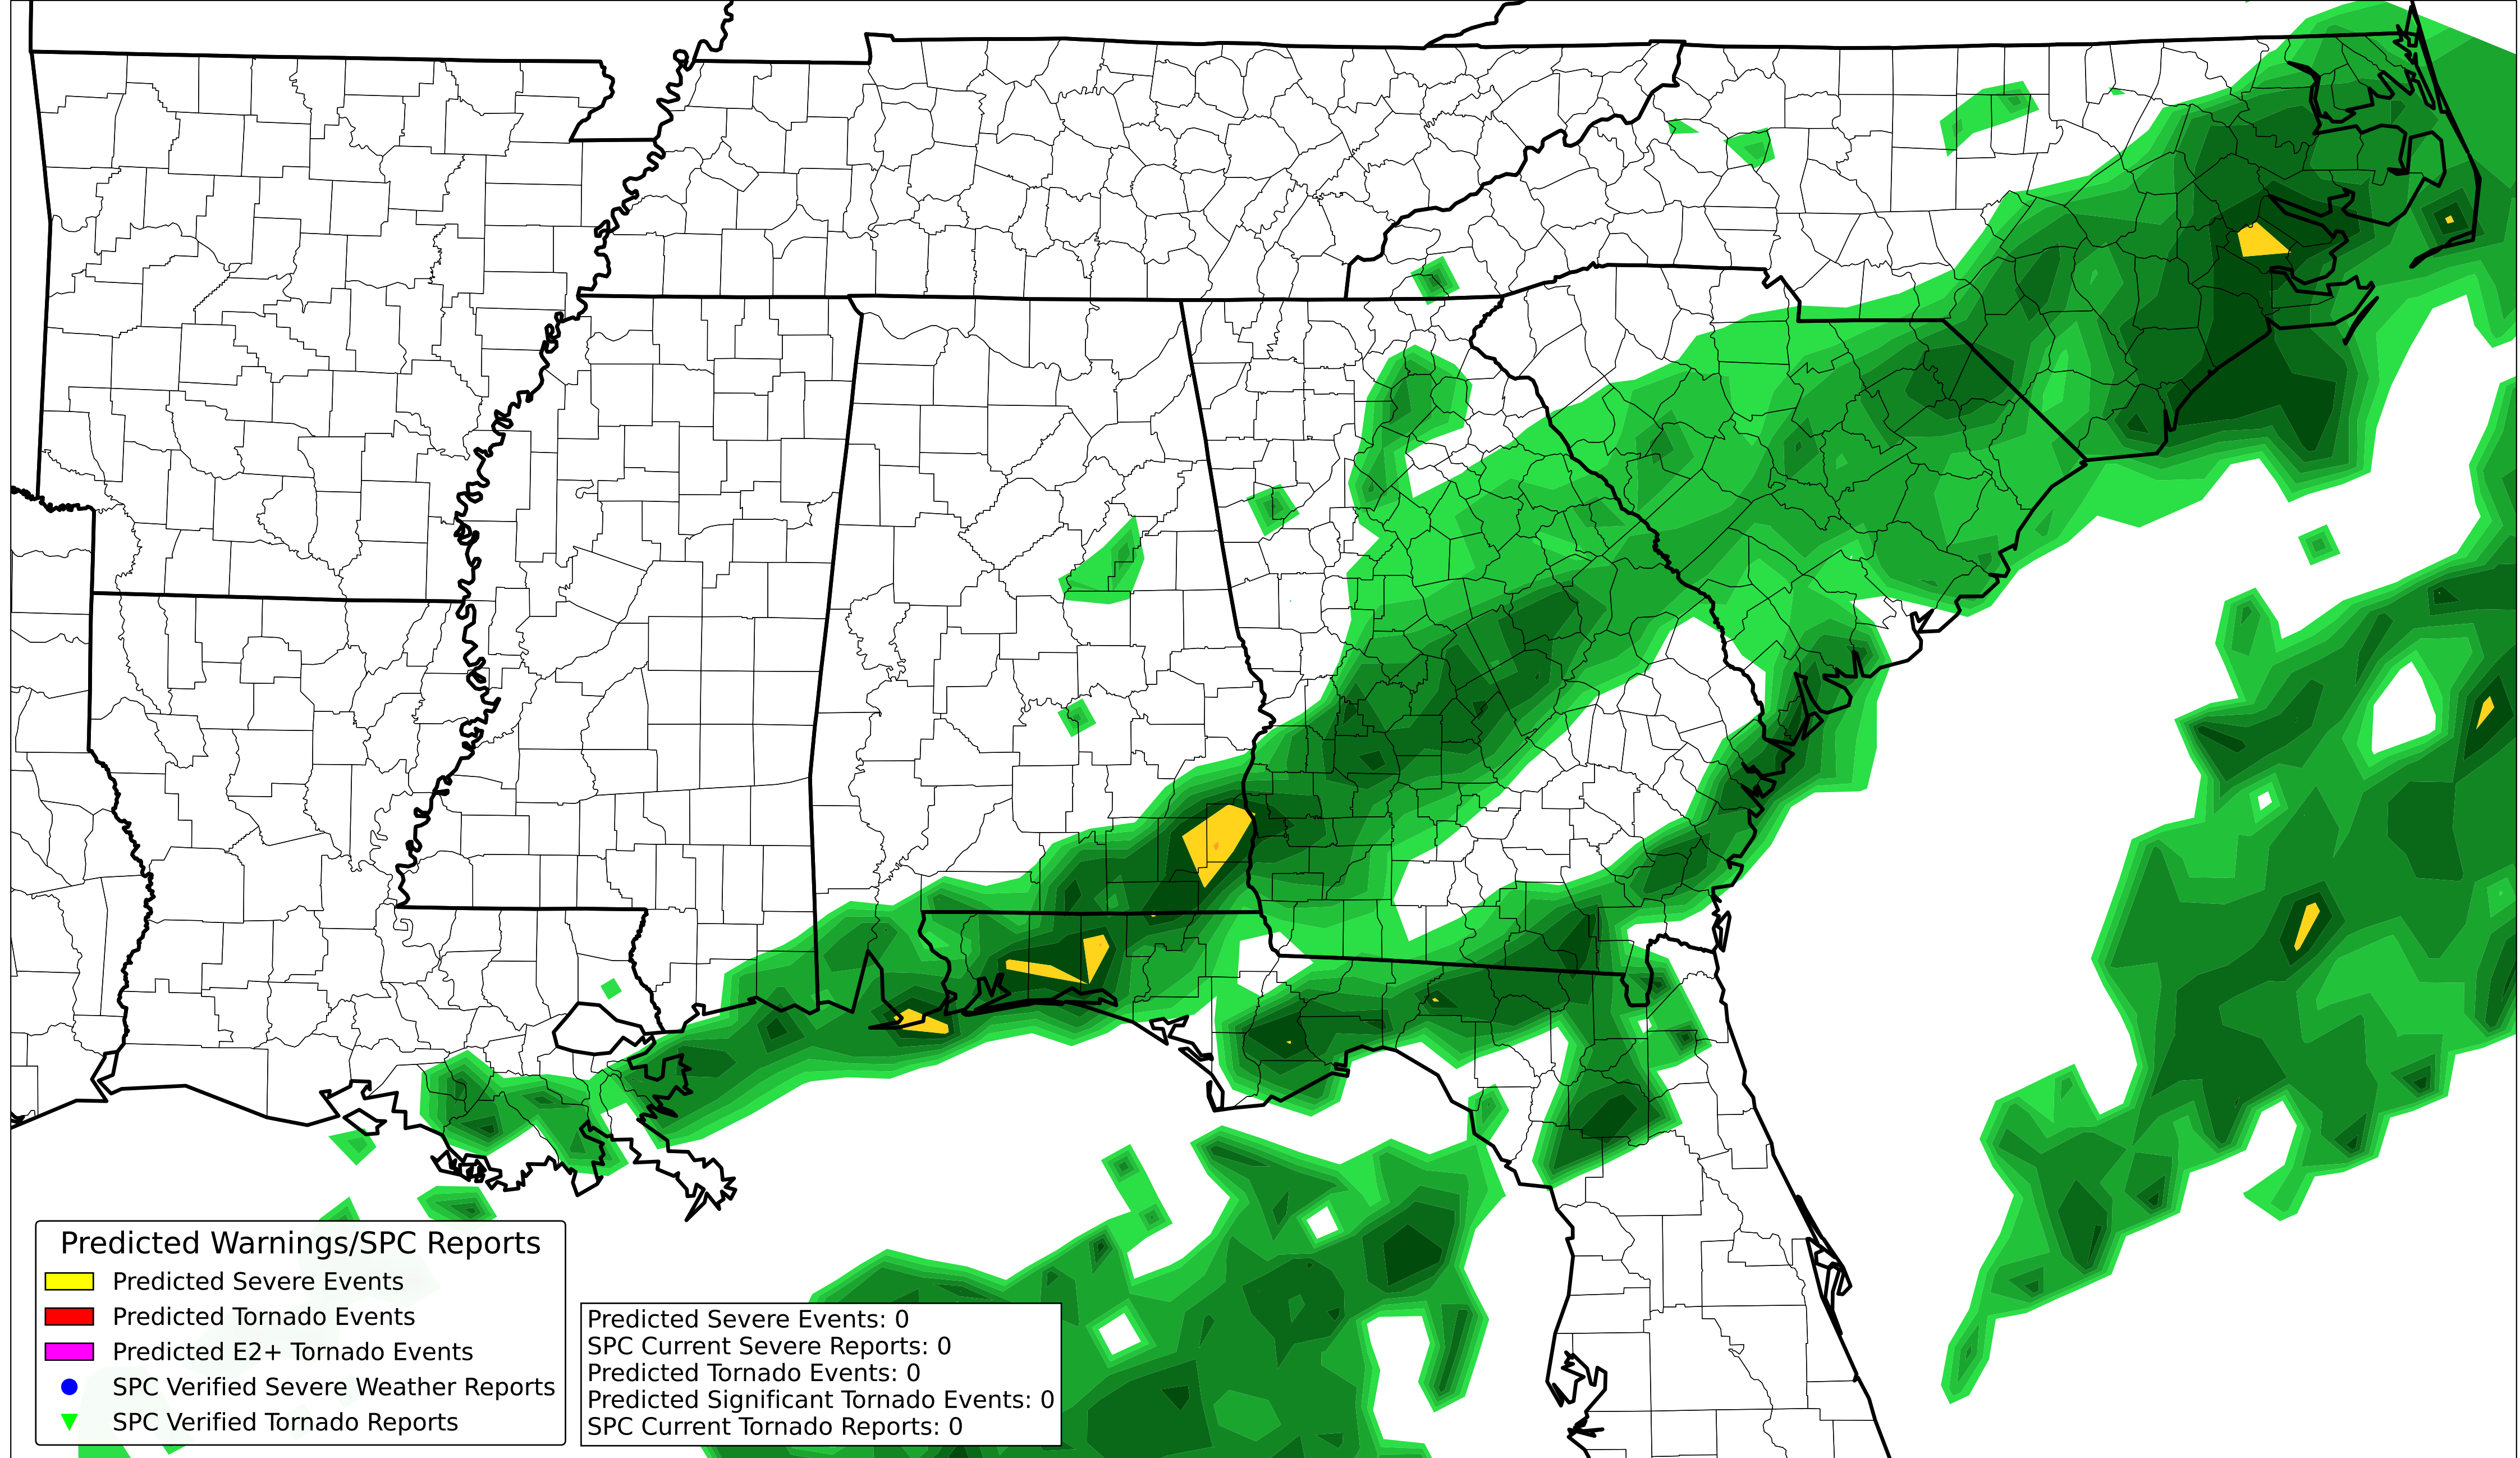 Predicted Warnings/SPC Reports
Predicted Severe Events
Predicted Tornado Events
Predicted E2+ Tornado Events
SPC Verified Severe Weather Reports
SPC Verified Tornado Reports
Predicted Severe Events: 0
SPC Current Severe Reports: 0
Predicted Tornado Events: 0
Predicted Significant Tornado Events: 0
SPC Current Tornado Reports: 0